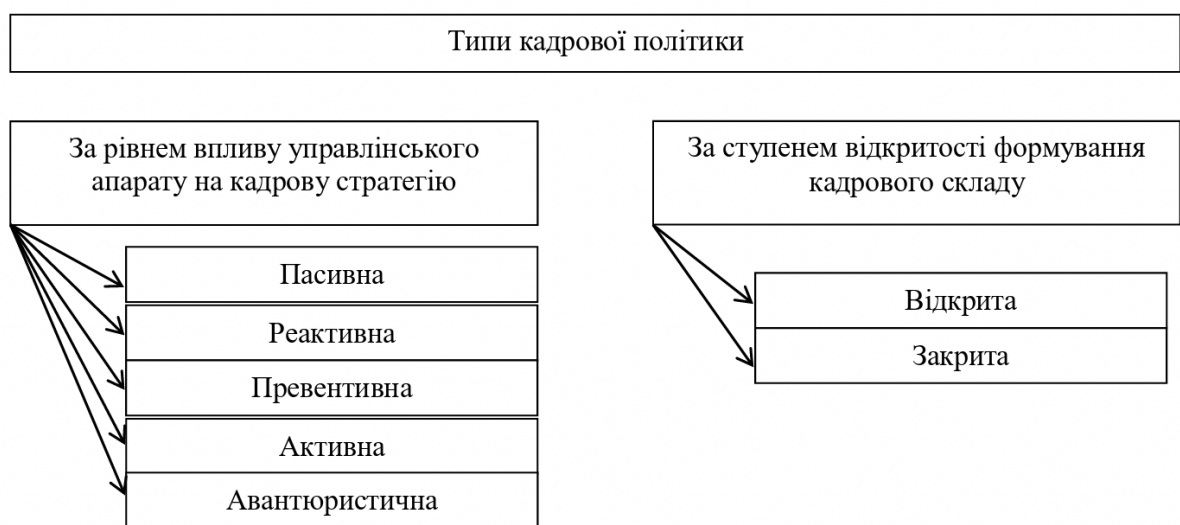 Типи кадрової політики
За рівнем впливу управлінського
апарату на кадрову стратегію
Пасивна
Реактивна
Превентивна
Активна
Авантюристична
За ступенем відкритості формування
кадрового складу
Відкрита
Закрита